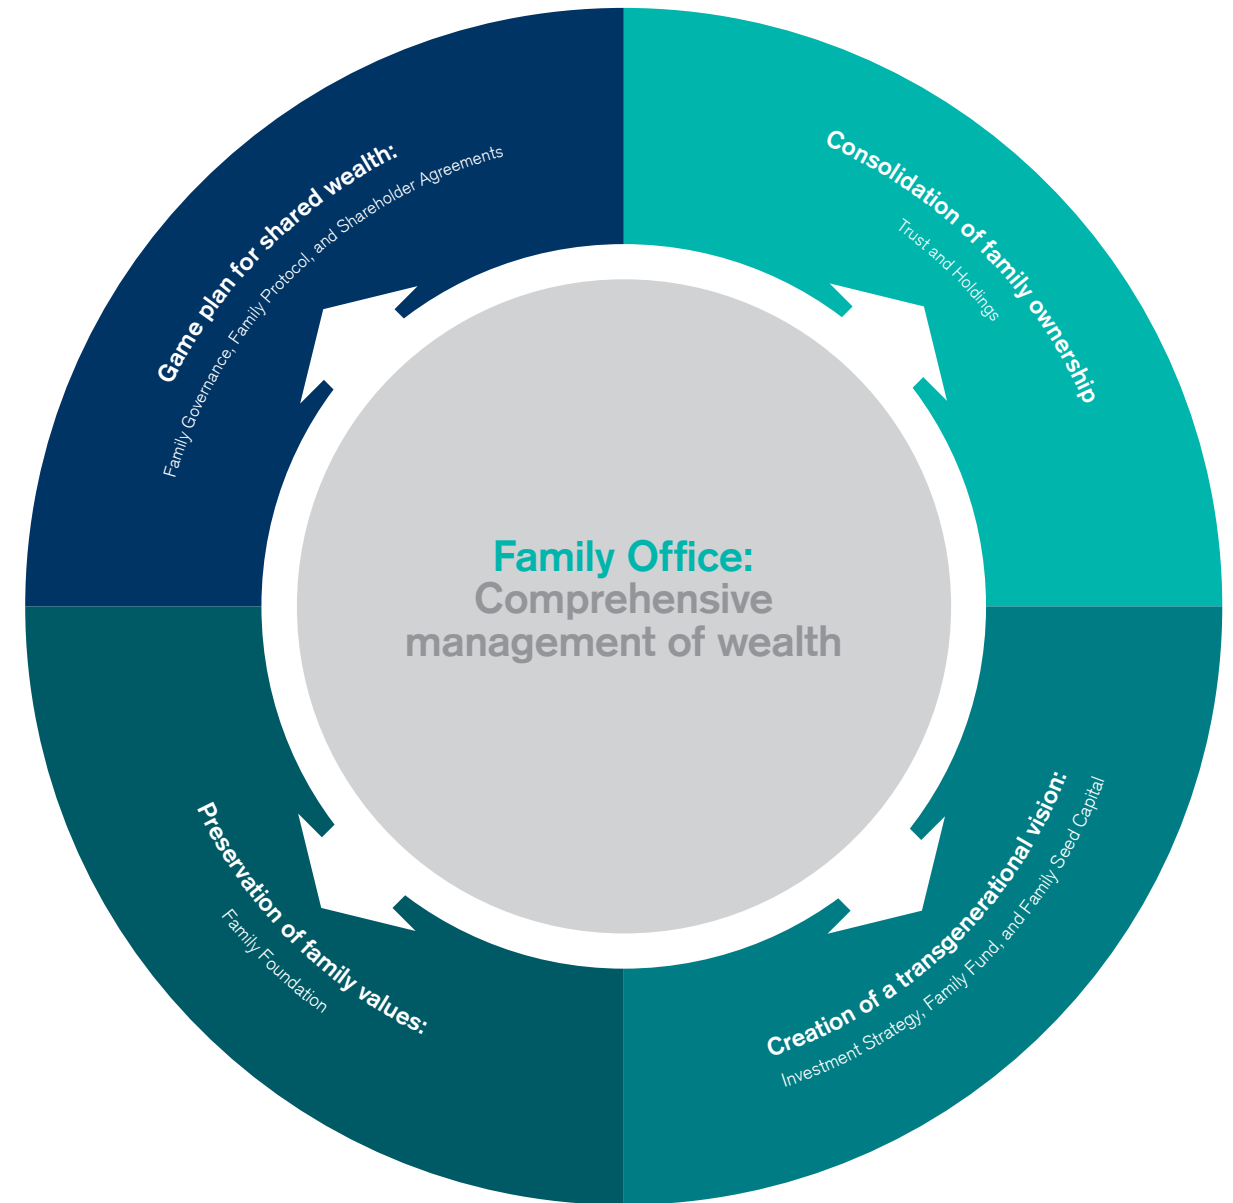 Game plan for shared wealth:
Family Governance, Family Protocol, and Shareholder Agreements
Consolidation of family ownership
Trust and Holdings
Family Office:
Comprehensive
management of wealth
Preservation of family values:
Family Foundation
Creation of a transgenerational vision:
Investment Strategy, Family Fund, and Family Seed Capital